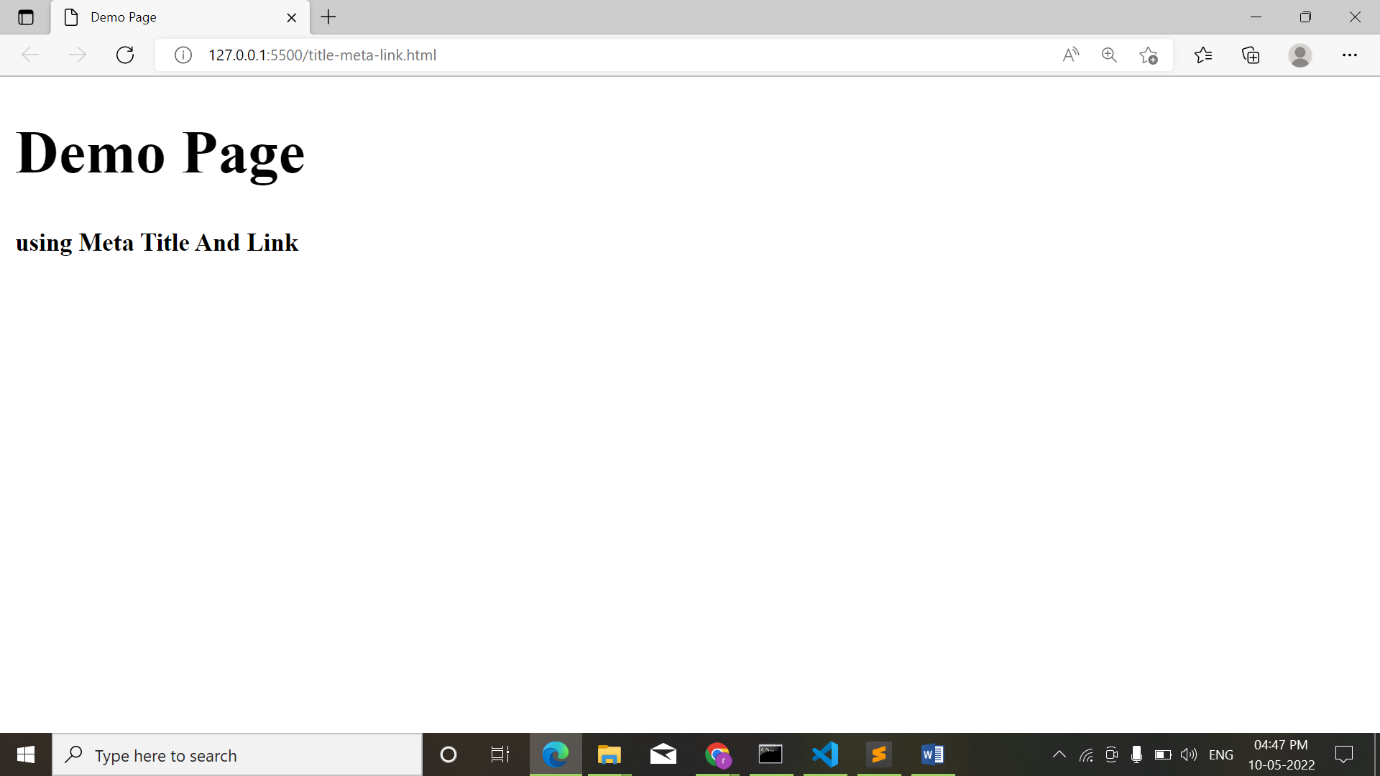 Demo Page
127.0.0.1:5500/title-meta-link.html
Demo Page
using Meta Title And Link
Type here to search
ENG
04:47 PM
10-05-2022